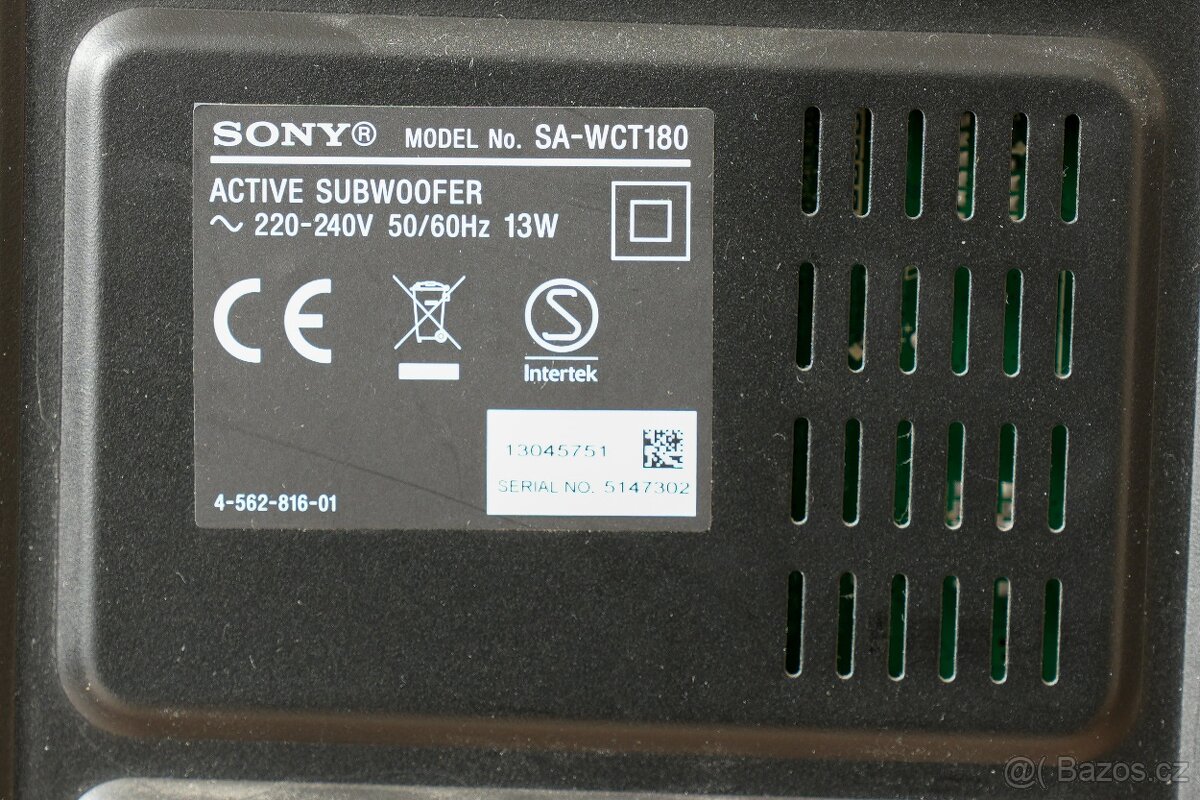 SONY® MODEL No. SA-WCT180
ACTIVE SUBWOOFER
~ 220-240V 50/60Hz 13W
CE
S
Intertek
13045751
SERIAL NO. 5147302
4-562-816-01
@( Bazos.cz